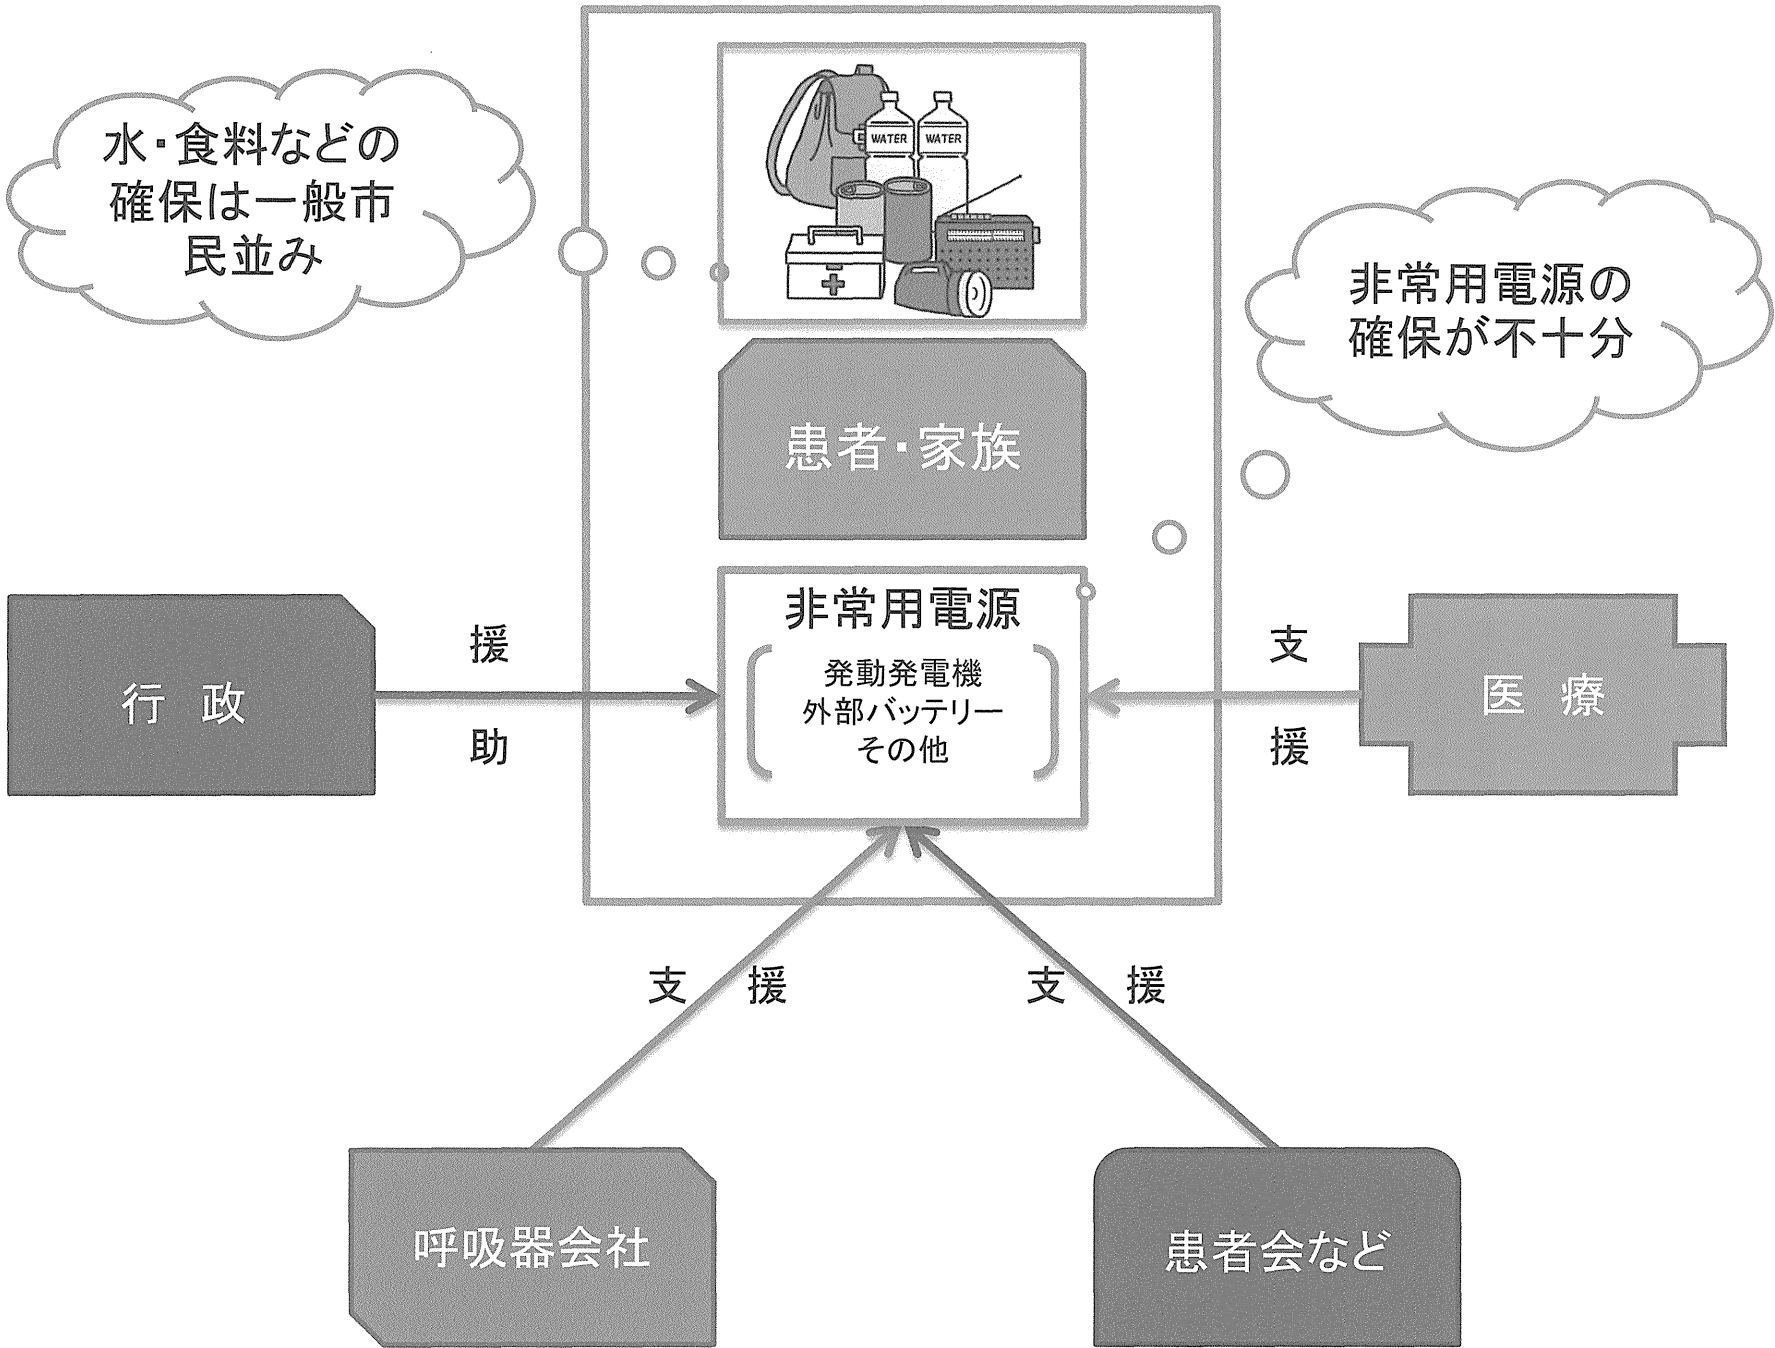 水・食料などの
確保は一般市
民並み
WATER
WATER
非常用電源の
確保が不十分
患者・家族
非常用電源
発動発電機
外部バッテリー
その他
行 政
援
助
支
援
医 療
支 援
支 援
呼吸器会社
患者会など